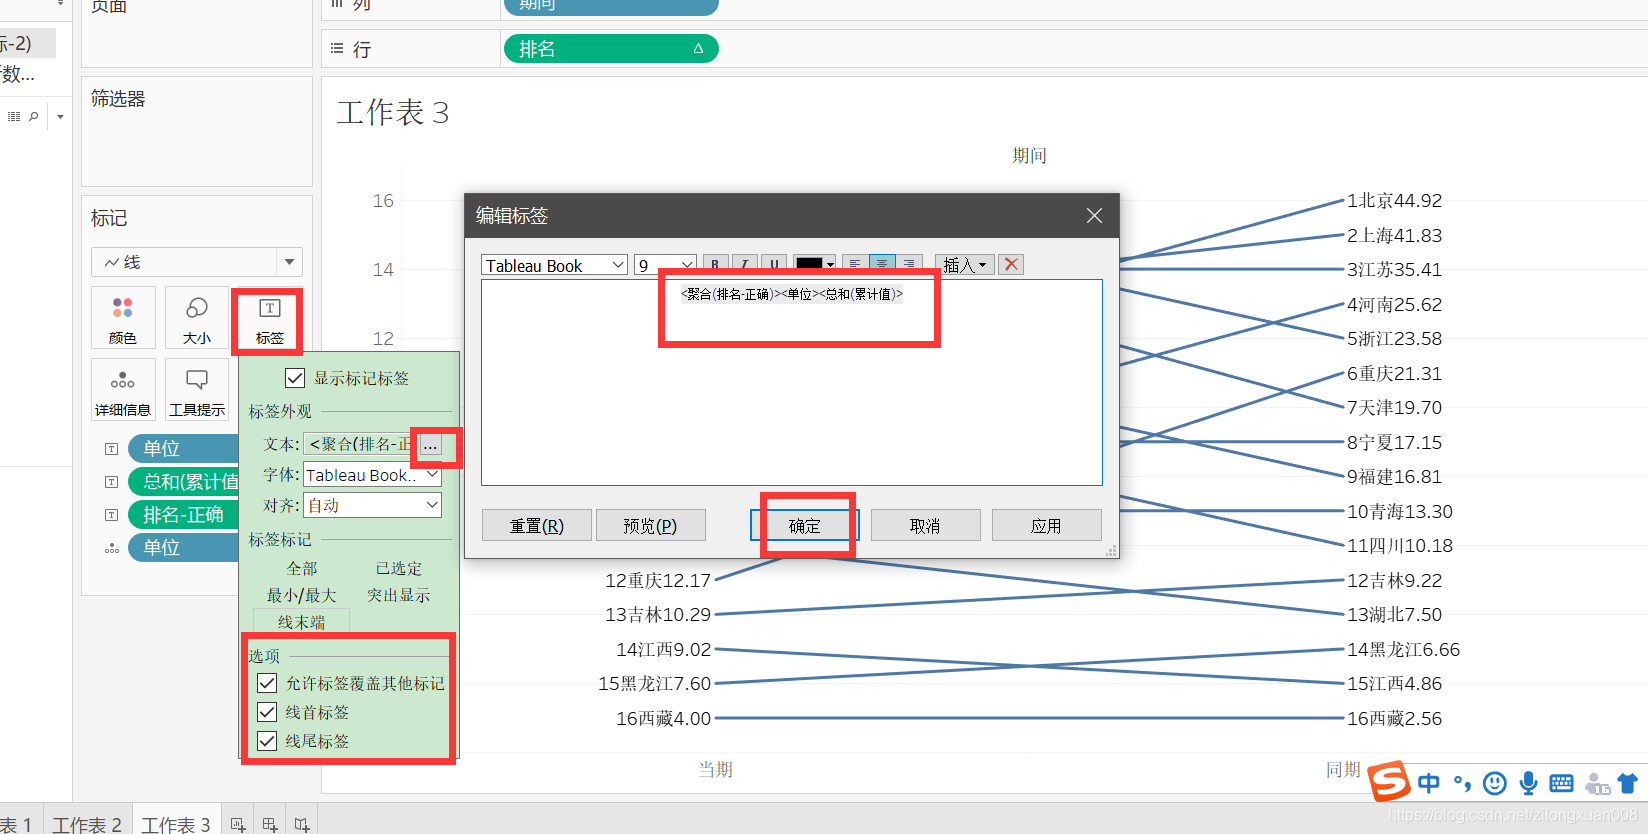 页面
列
期间
标-2)
数...
行
排名 Δ
筛选器
工作表 3
期间
标记
线
颜色
大小
标签
详细信息
工具提示
单位
总和(累计值
排名-正确
单位
显示标记标签
标签外观
文本: <聚合(排名-正 ...
字体: Tableau Book..
对齐: 自动
标签标记
全部
已选定
最小/最大
突出显示
线末端
选项
允许标签覆盖其他标记
线首标签
线尾标签
16
14
12
编辑标签
Tableau Book
9
B I U
插入
<聚合(排名-正确)><单位><总和(累计值)>
重置(R)
预览(P)
确定
取消
应用
12重庆12.17
13吉林10.29
14江西9.02
15黑龙江7.60
16西藏4.00
1北京44.92
2上海41.83
3江苏35.41
4河南25.62
5浙江23.58
6重庆21.31
7天津19.70
8宁夏17.15
9福建16.81
10青海13.30
11四川10.18
12吉林9.22
13湖北7.50
14黑龙江6.66
15江西4.86
16西藏2.56
当期
同期
中
表 1
工作表 2
工作表 3
https://blog.csdn.net/zilongxuan008